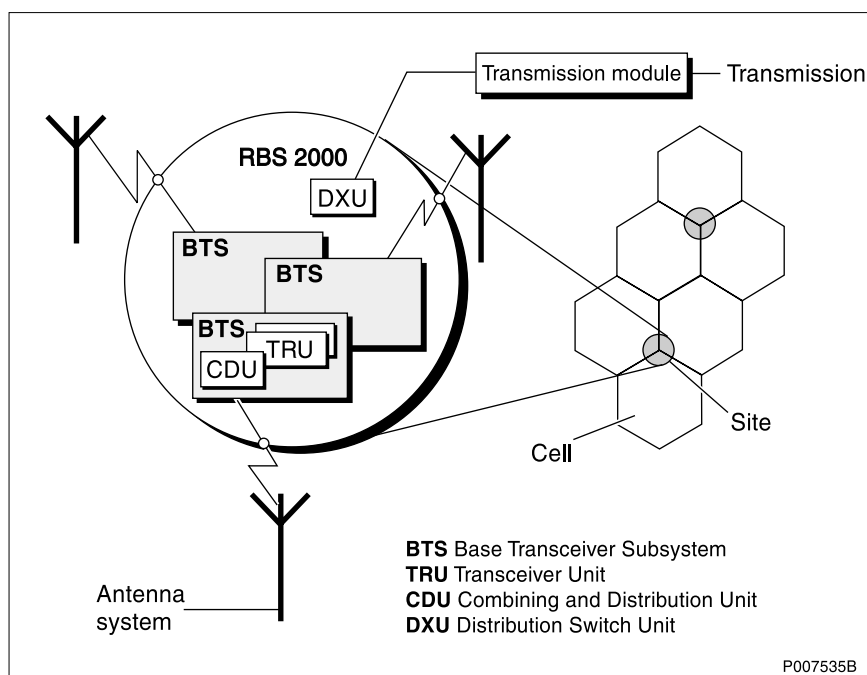 Transmission module
Transmission
RBS 2000
DXU
BTS
BTS
BTS
TRU
CDU
Site
Cell
Antenna
system
BTS Base Transceiver Subsystem
TRU Transceiver Unit
CDU Combining and Distribution Unit
DXU Distribution Switch Unit
P007535B